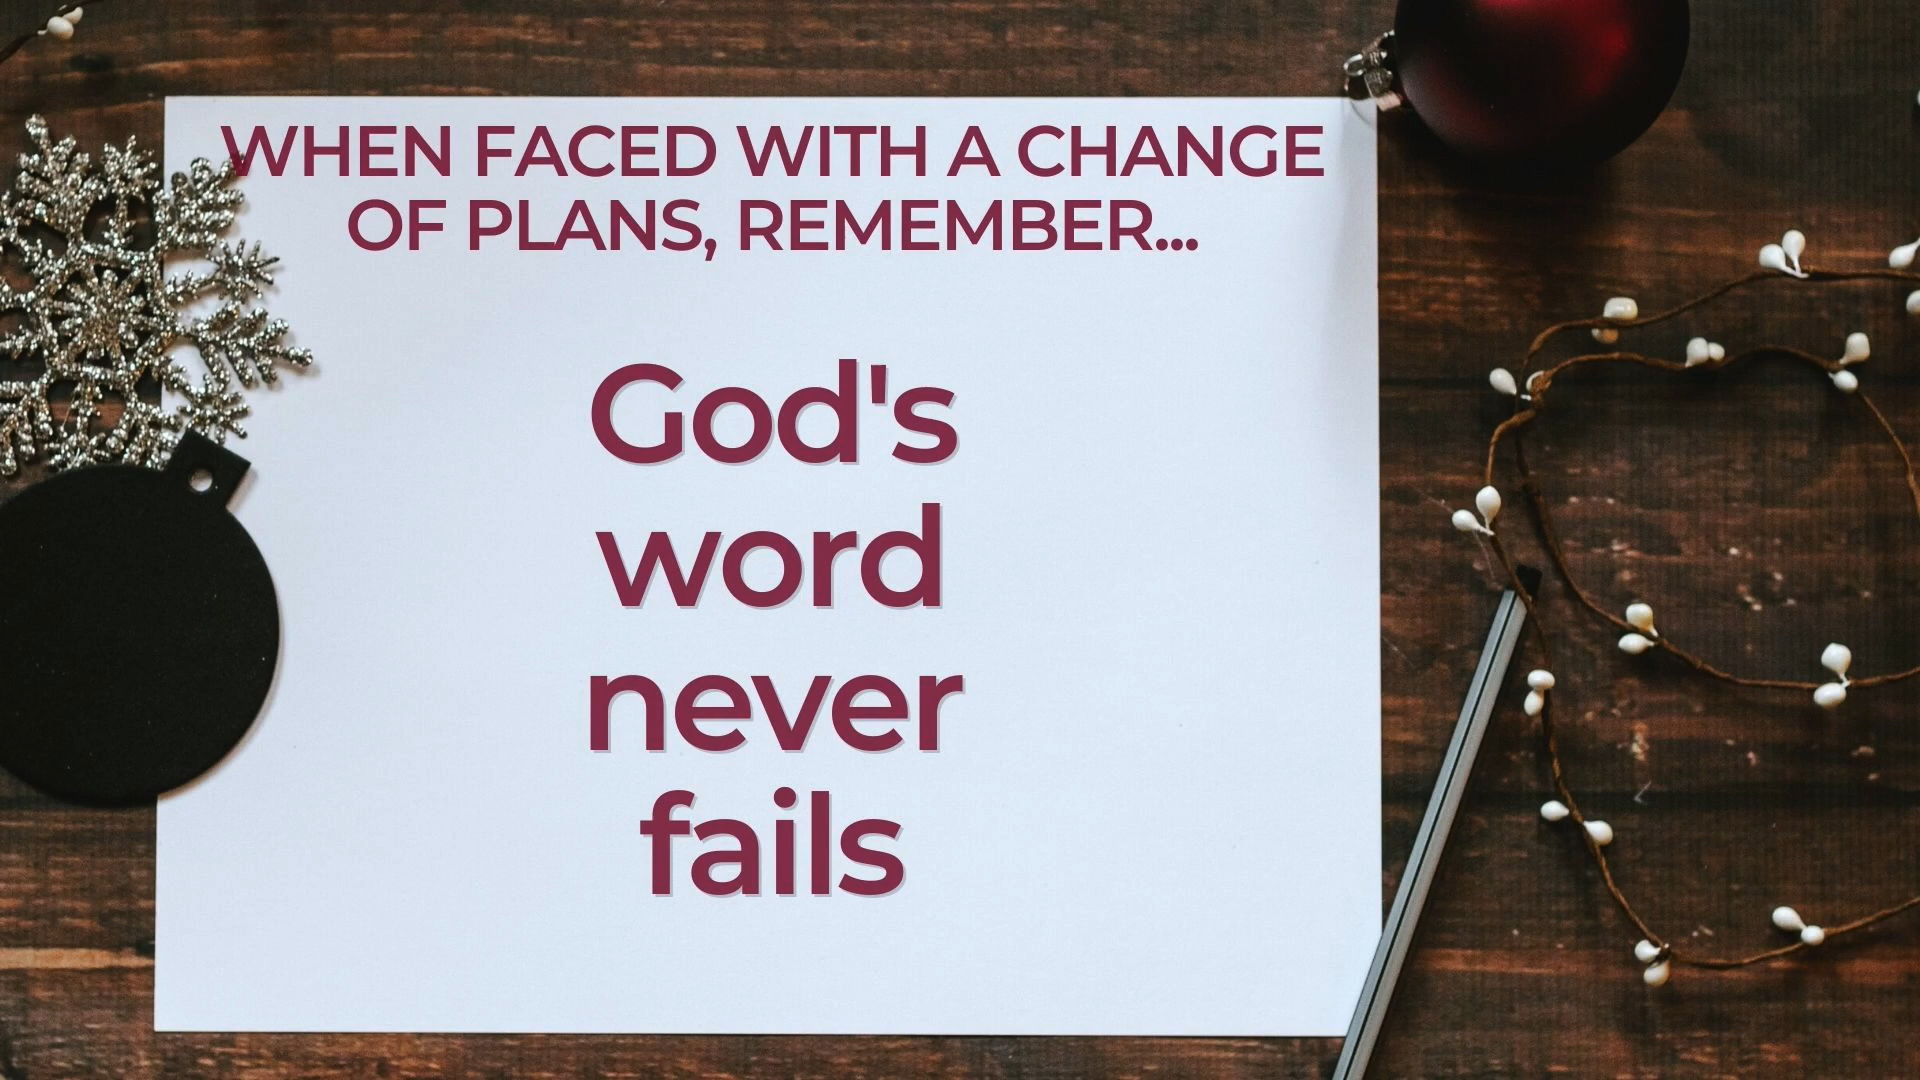 WHEN FACED WITH A CHANGE
OF PLANS, REMEMBER...
God's
word
never
fails